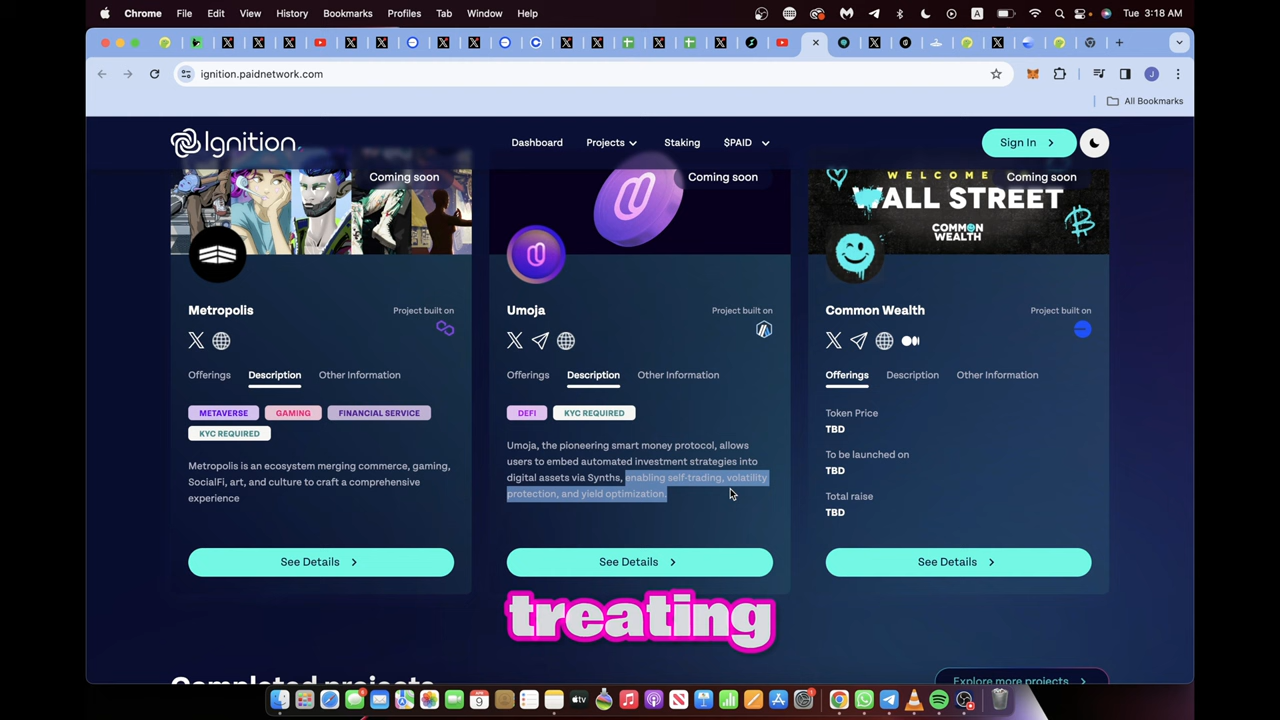 Chrome File Edit View History Bookmarks Profiles Tab Window Help
A Tue 3:18 AM
ignition.paidnetwork.com
J
All Bookmarks
Ignition
Dashboard Projects Staking $PAID
Sign In
Coming soon
Coming soon
Coming soon
WELCOME
WALL STREET
COMMON
WEALTH
Metropolis
Project built on
Offerings Description Other Information
METAVERSE GAMING FINANCIAL SERVICE
KYC REQUIRED
Metropolis is an ecosystem merging commerce, gaming,
SocialFi, art, and culture to craft a comprehensive
experience
See Details
Umoja
Project built on
Offerings Description Other Information
DEFI KYC REQUIRED
Umoja, the pioneering smart money protocol, allows
users to embed automated investment strategies into
digital assets via Synths, enabling self-trading, volatility
protection, and yield optimization.
See Details
Common Wealth
Project built on
Offerings Description Other Information
Token Price
TBD
To be launched on
TBD
Total raise
TBD
See Details
treating
Completed projects
Explore more projects
tv
9